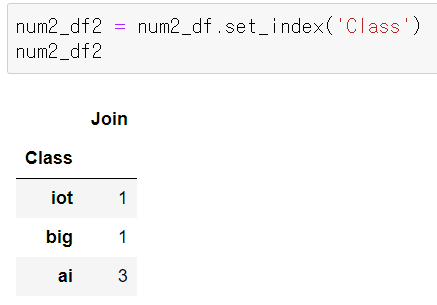 num2_df2 = num2_df.set_index('Class')
num2_df2
Join
Class
iot 1
big 1
ai 3